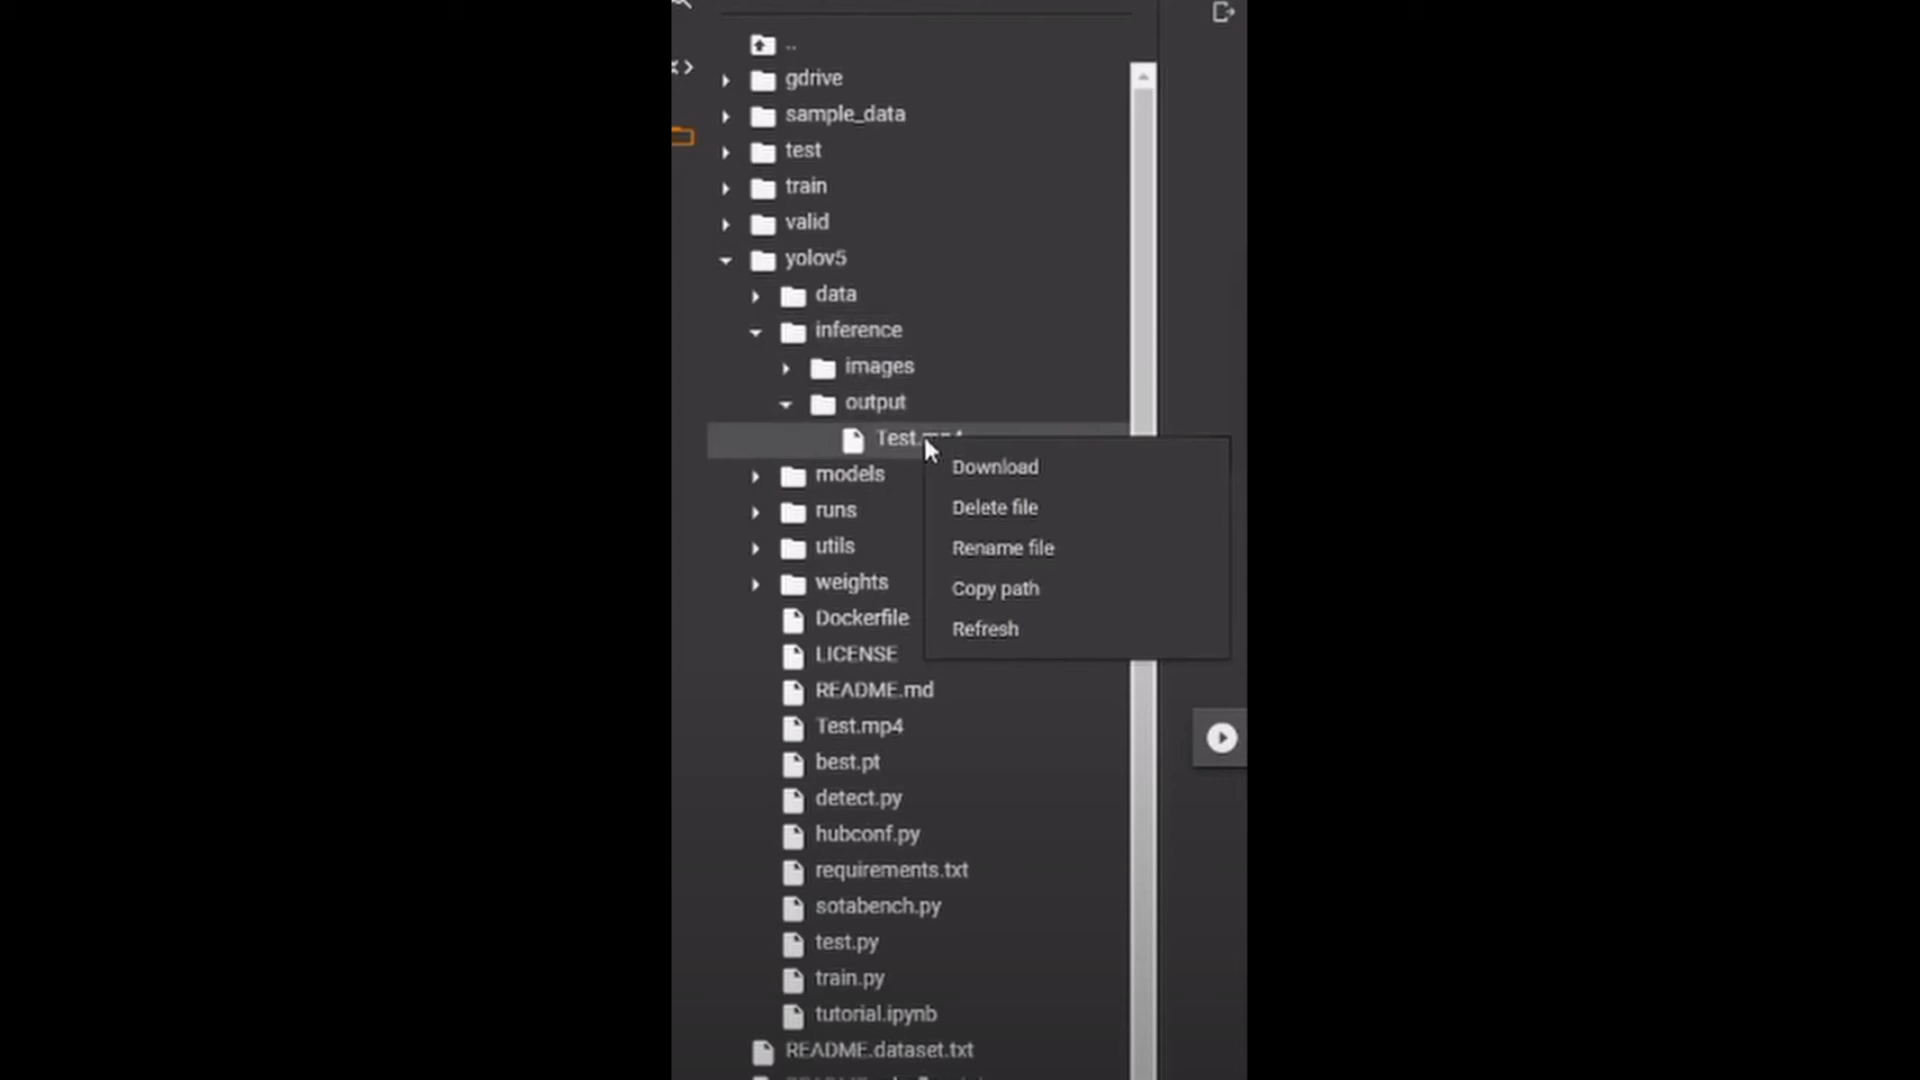 ..
gdrive
sample_data
test
train
valid
yolov5
data
inference
images
output
Test.mp4
Download
models
Delete file
runs
Rename file
utils
Copy path
weights
Refresh
Dockerfile
LICENSE
README.md
Test.mp4
best.pt
detect.py
hubconf.py
requirements.txt
sotabench.py
test.py
train.py
tutorial.ipynb
README.dataset.txt